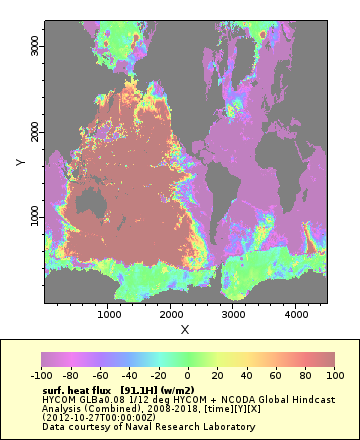 3000
2000
1000
Y
1000 2000 3000 4000
X
-100 -80 -60 -40 -20 0 20 40 60 80 100
surf. heat flux [91.1H] (w/m2)
HYCOM GLBa0.08 1/12 deg HYCOM + NCODA Global Hindcast
Analysis (Combined), 2008-2018, [time][Y][X]
(2012-10-27T00:00:00Z)
Data courtesy of Naval Research Laboratory